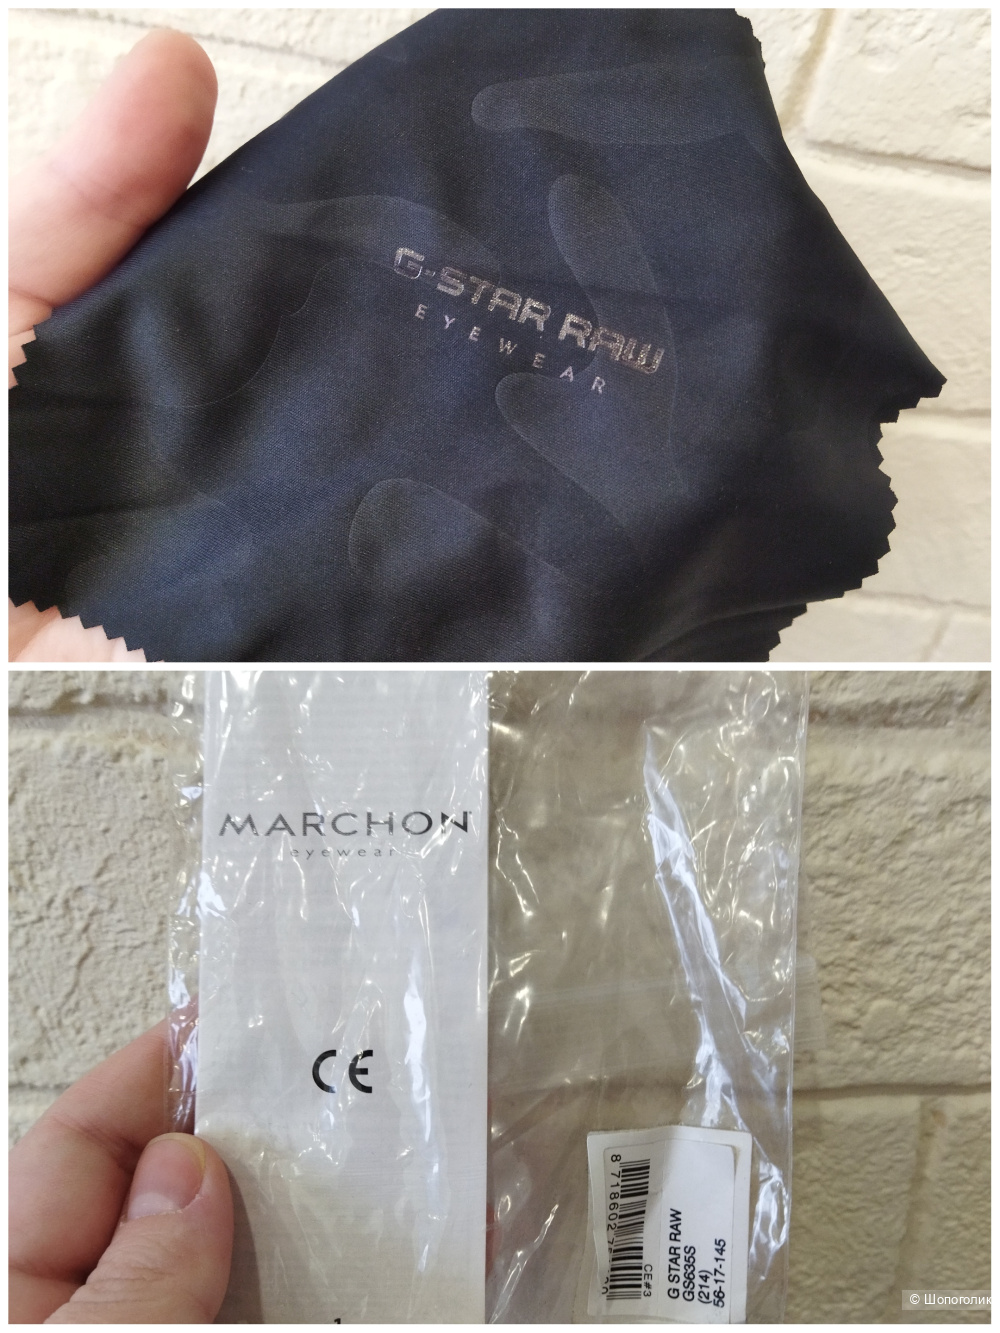 G-STAR RAW
EYEWEAR
MARCHON
eyewear
CE
CE#3
G STAR RAW
GS635S
(214)
56-17-145
© Шопоголик